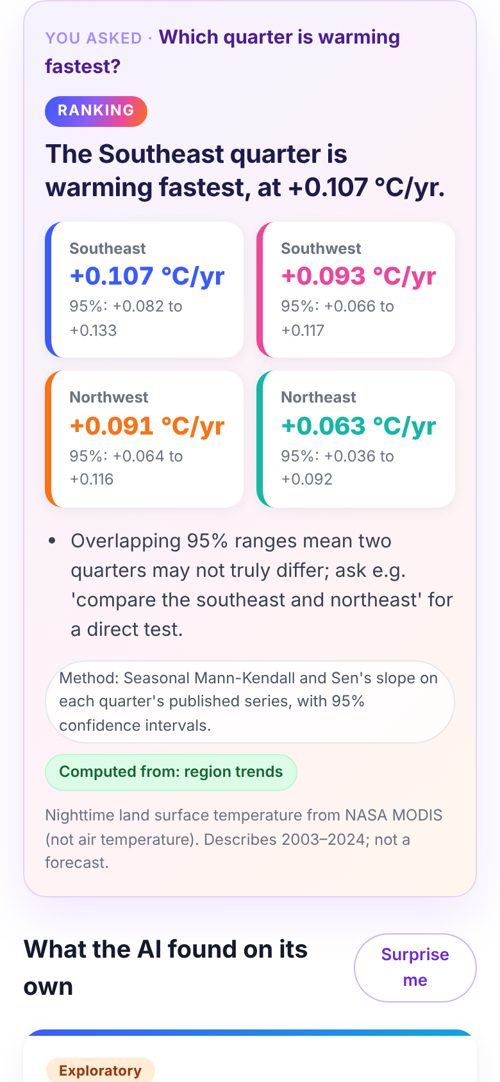 YOU ASKED · Which quarter is warming
fastest?
RANKING
The Southeast quarter is
warming fastest, at +0.107 °C/yr.
Southeast
+0.107 °C/yr
95%: +0.082 to
+0.133
Southwest
+0.093 °C/yr
95%: +0.066 to
+0.117
Northwest
+0.091 °C/yr
95%: +0.064 to
+0.116
Northeast
+0.063 °C/yr
95%: +0.036 to
+0.092
• Overlapping 95% ranges mean two
quarters may not truly differ; ask e.g.
'compare the southeast and northeast' for
a direct test.
Method: Seasonal Mann-Kendall and Sen's slope on
each quarter's published series, with 95%
confidence intervals.
Computed from: region trends
Nighttime land surface temperature from NASA MODIS
(not air temperature). Describes 2003–2024; not a
forecast.
What the AI found on its
own
Surprise
me
Exploratory